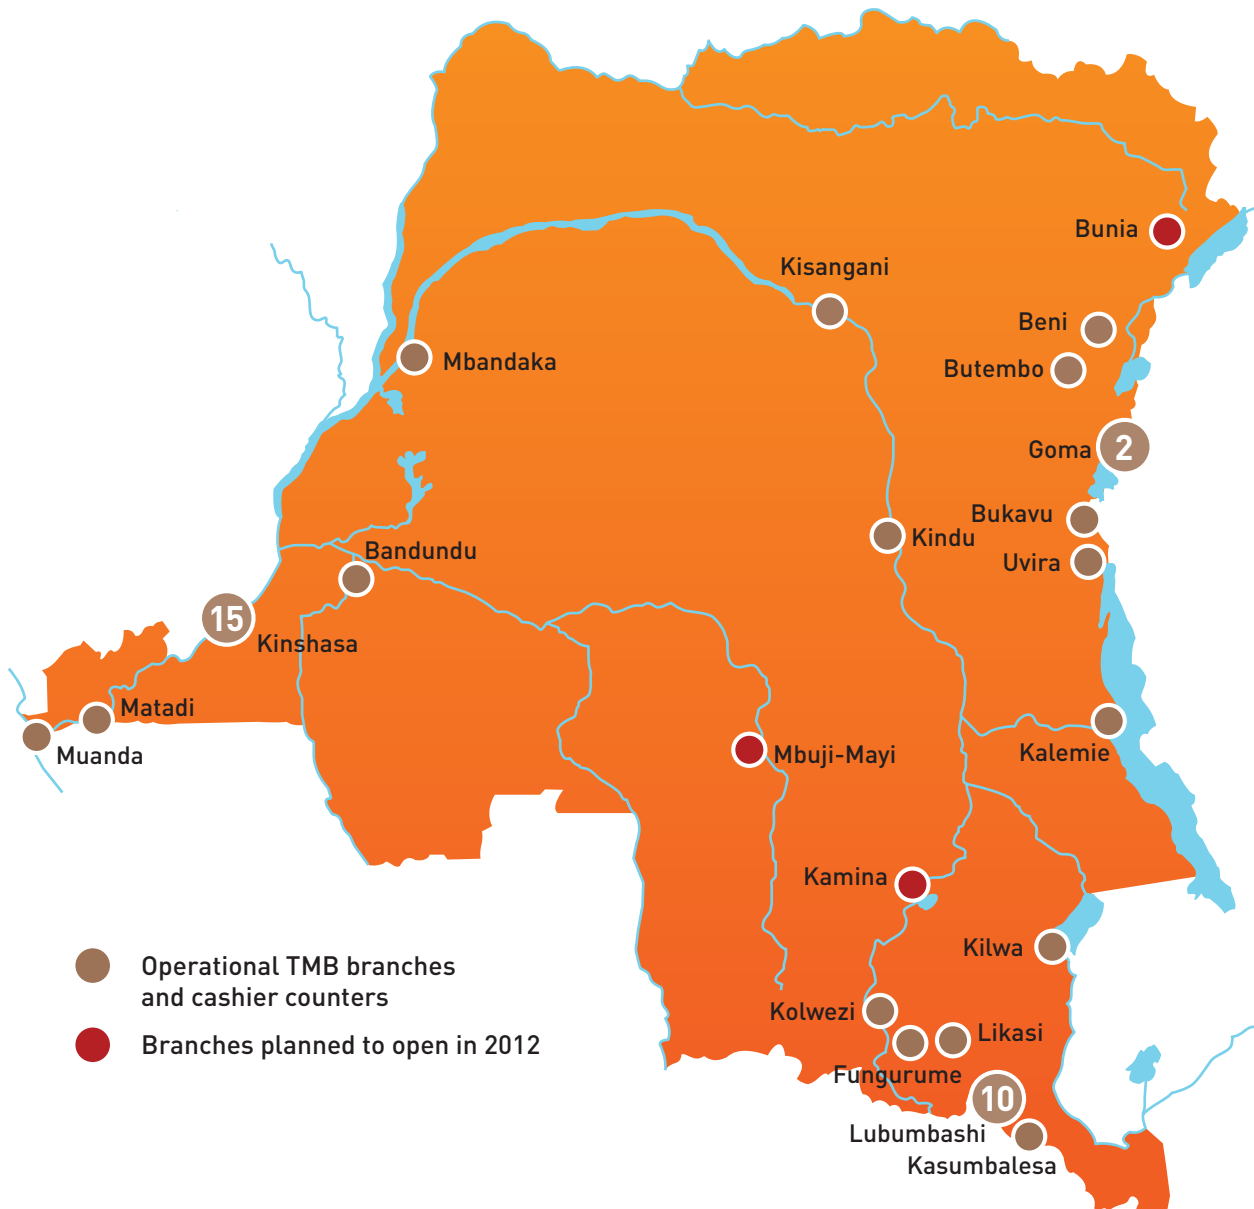 Bunia
Kisangani
Beni
Mbandaka
Butembo
Goma
2
Bukavu
Kindu
Bandundu
Uvira
15
Kinshasa
Matadi
Muanda
Mbuji-Mayi
Kalemie
Kamina
Kilwa
Operational TMB branches
and cashier counters
Kolwezi
Likasi
Branches planned to open in 2012
Fungurume
10
Lubumbashi
Kasumbalesa